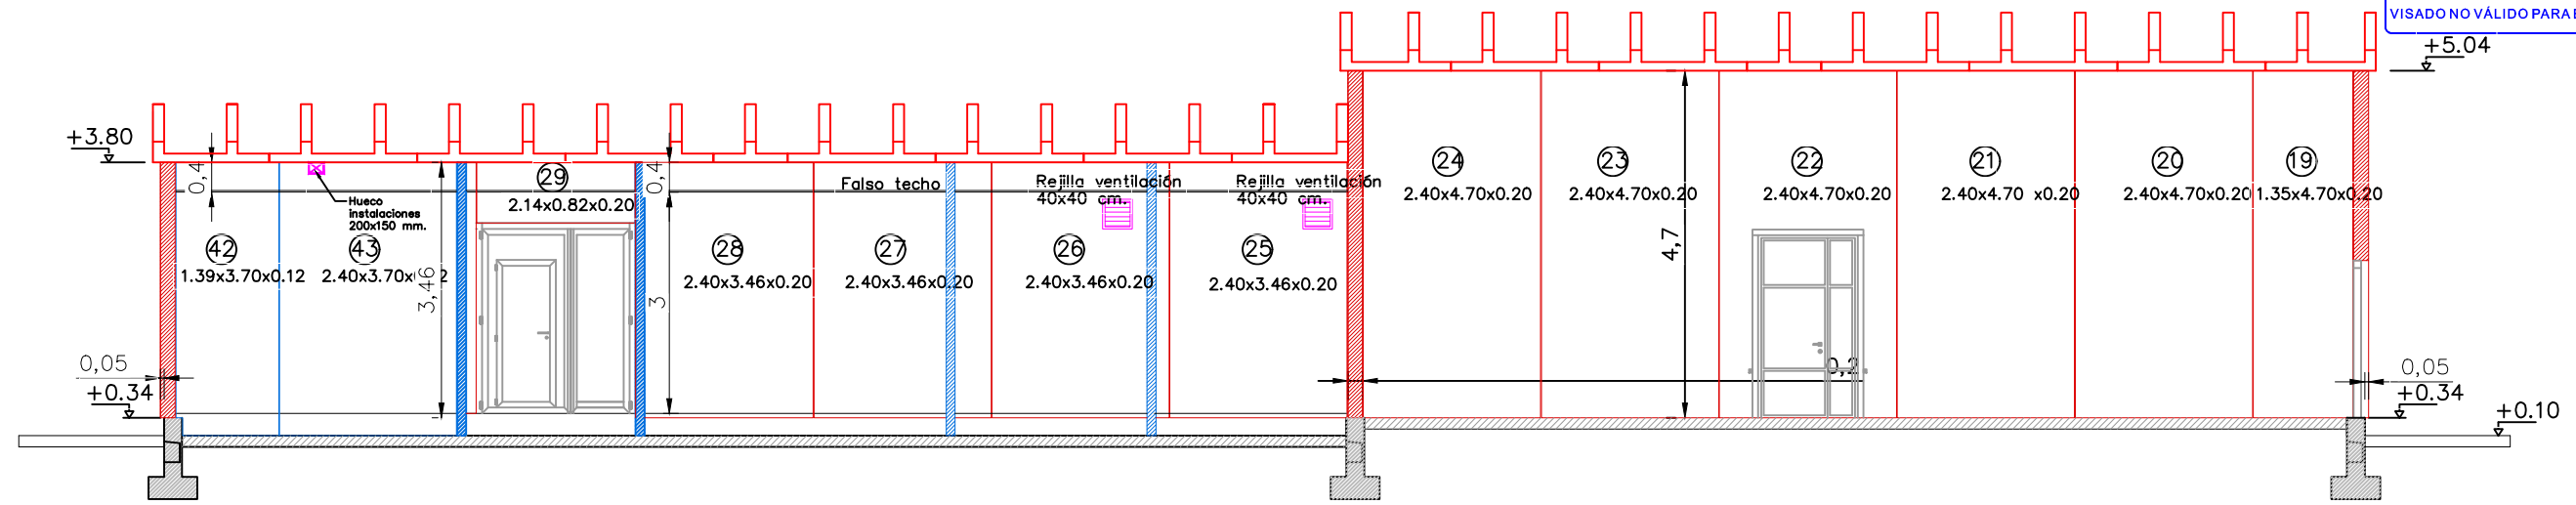 VISADO NO VÁLIDO PARA
+5.04
+3.80
0,4
Hueco
instalaciones
200x150 mm.
29
2.14x0.82x0.20
0,4
Falso techo
Rejilla ventilación
40x40 cm.
Rejilla ventilación
40x40 cm.
24
2.40x4.70x0.20
23
2.40x4.70x0.20
22
2.40x4.70x0.20
21
2.40x4.70 x0.20
20
2.40x4.70x0.20
19
1.35x4.70x0.20
42
1.39x3.70x0.12
43
2.40x3.70x
3,46
28
2.40x3.46x0.20
3
27
2.40x3.46x0.20
26
2.40x3.46x0.20
25
2.40x3.46x0.20
4,7
0,05
+0.34
0,2
0,05
+0.34
+0.10